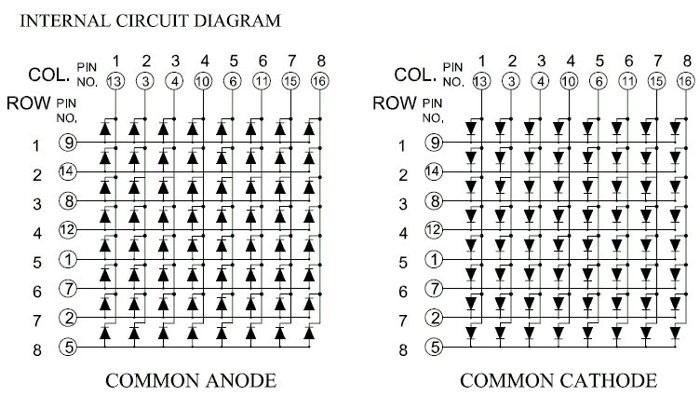 INTERNAL CIRCUIT DIAGRAM
1 2 3 4 5 6 7 8
COL. PIN NO. 13 3 4 10 6 11 15 16
ROW PIN NO.
1 9
2 14
3 8
4 12
5 1
6 7
7 2
8 5
COMMON ANODE
1 2 3 4 5 6 7 8
COL. PIN NO. 13 3 4 10 6 11 15 16
ROW PIN NO.
1 9
2 14
3 8
4 12
5 1
6 7
7 2
8 5
COMMON CATHODE